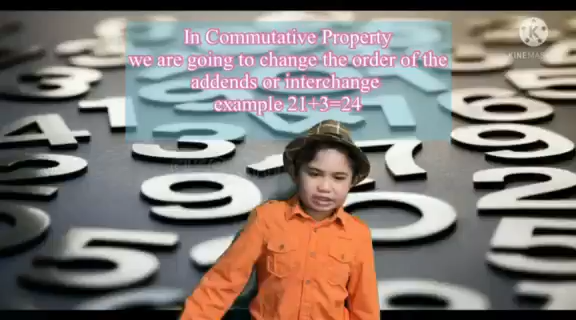 In Commutative Property
we are going to change the order of the
addends or interchange
example 21+3=24
KINEMA